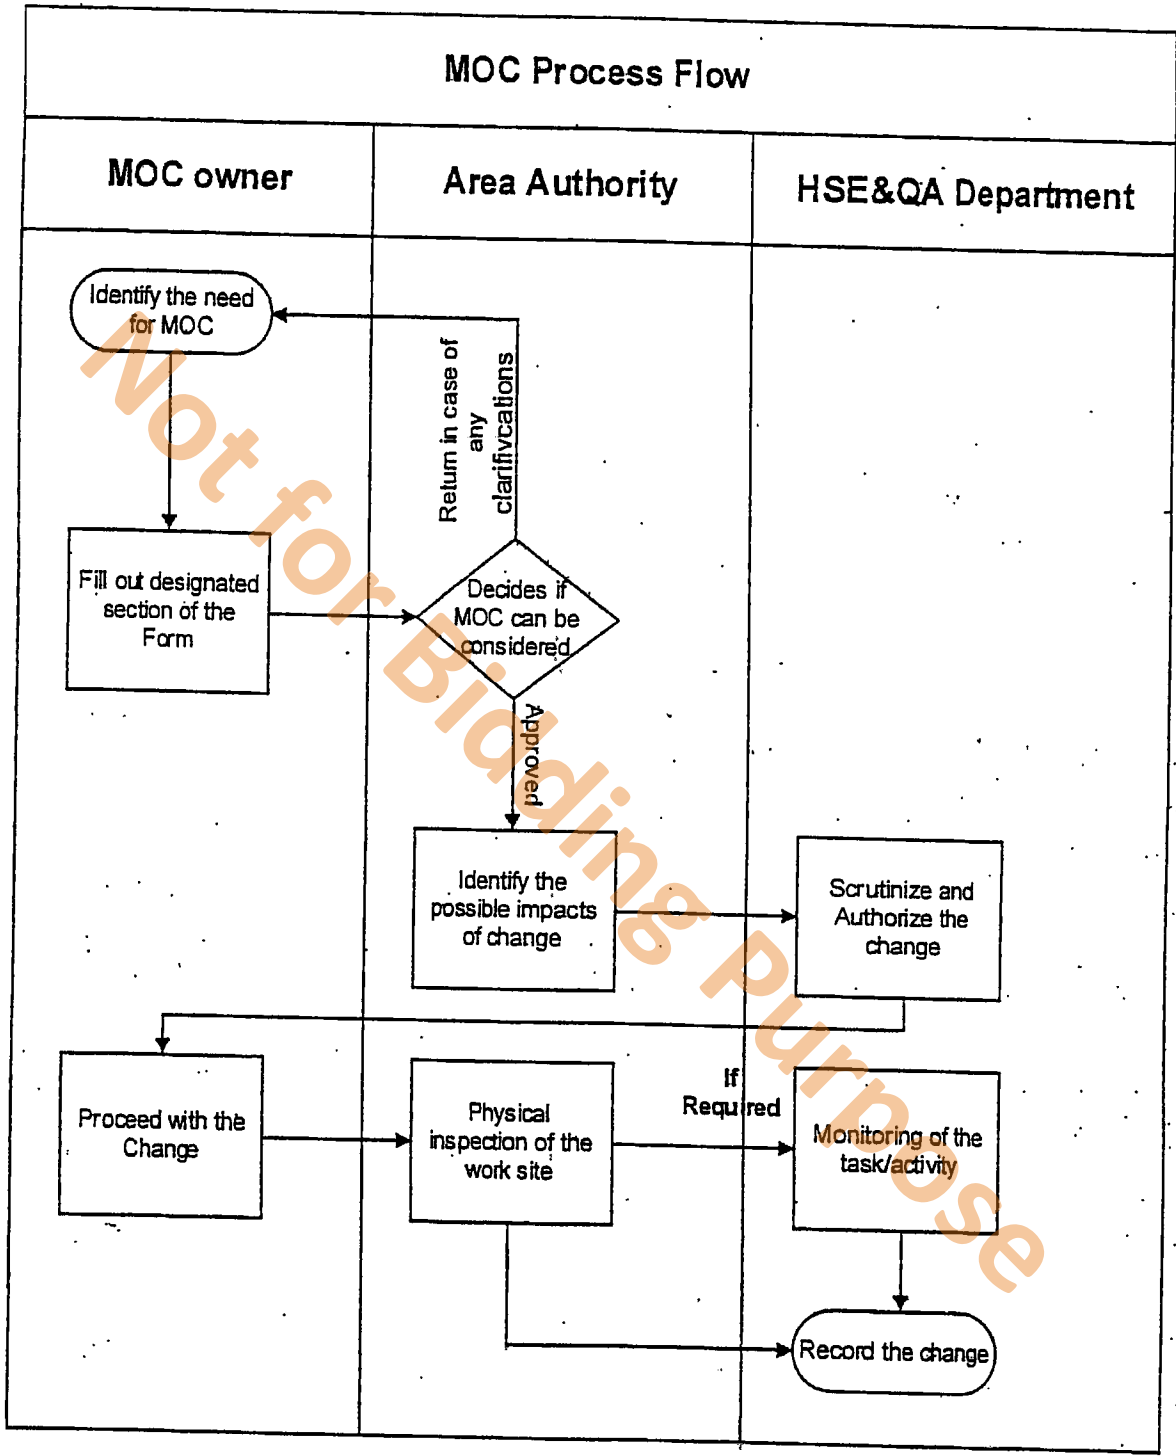 MOC Process Flow
MOC owner
Area Authority
HSE&QA Department
Identify the need
for MOC
Return in case of
any
clarifivcations
Fill out designated
section of the
Form
Decides if
MOC can be
considered
Approved
Identify the
possible impacts
of change
Scrutinize and
Authorize the
change
Proceed with the
Change
Physical
inspection of the
work site
If
Required
Monitoring of the
task/activity
Record the change
Not for Bidding Purpose